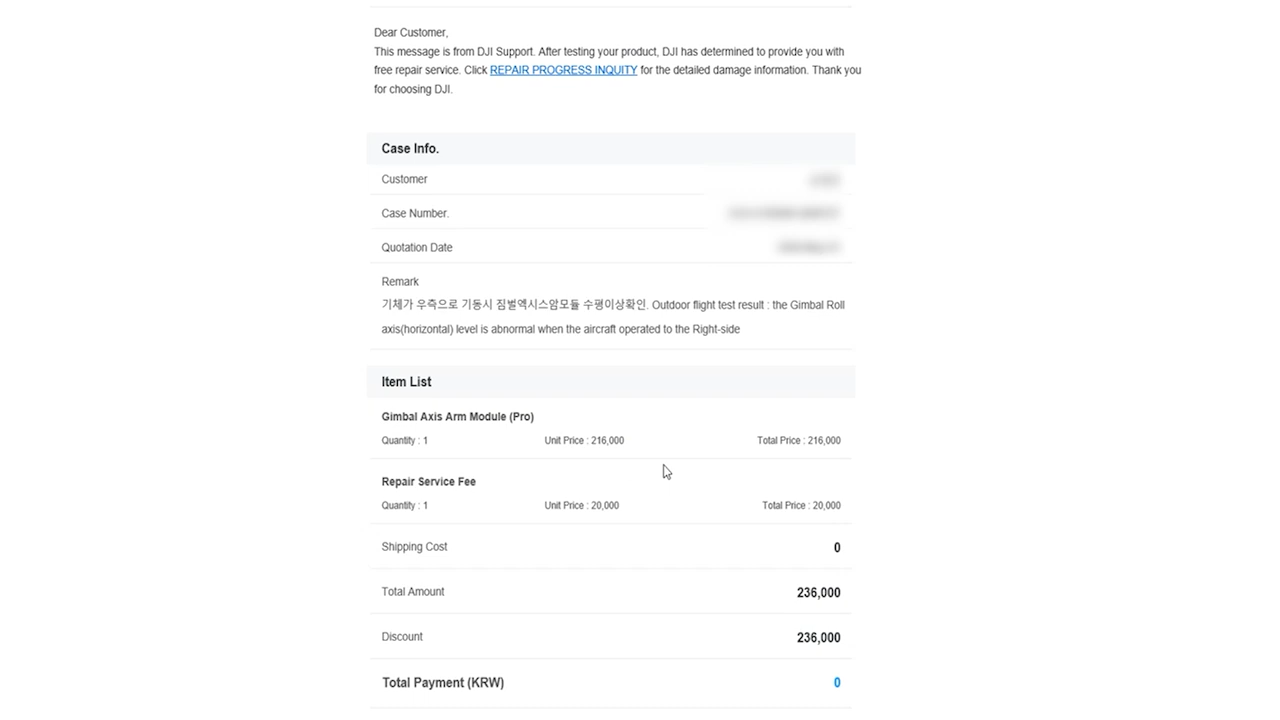 Dear Customer,
This message is from DJI Support. After testing your product, DJI has determined to provide you with
free repair service. Click REPAIR PROGRESS INQUITY for the detailed damage information. Thank you
for choosing DJI.
Case Info.
Customer
Case Number.
Quotation Date
Remark
기체가 우측으로 기동시 짐벌엑시스암모듈 수평이상확인. Outdoor flight test result : the Gimbal Roll
axis(horizontal) level is abnormal when the aircraft operated to the Right-side
Item List
Gimbal Axis Arm Module (Pro)
Quantity : 1 Unit Price : 216,000 Total Price : 216,000
Repair Service Fee
Quantity : 1 Unit Price : 20,000 Total Price : 20,000
Shipping Cost 0
Total Amount 236,000
Discount 236,000
Total Payment (KRW) 0